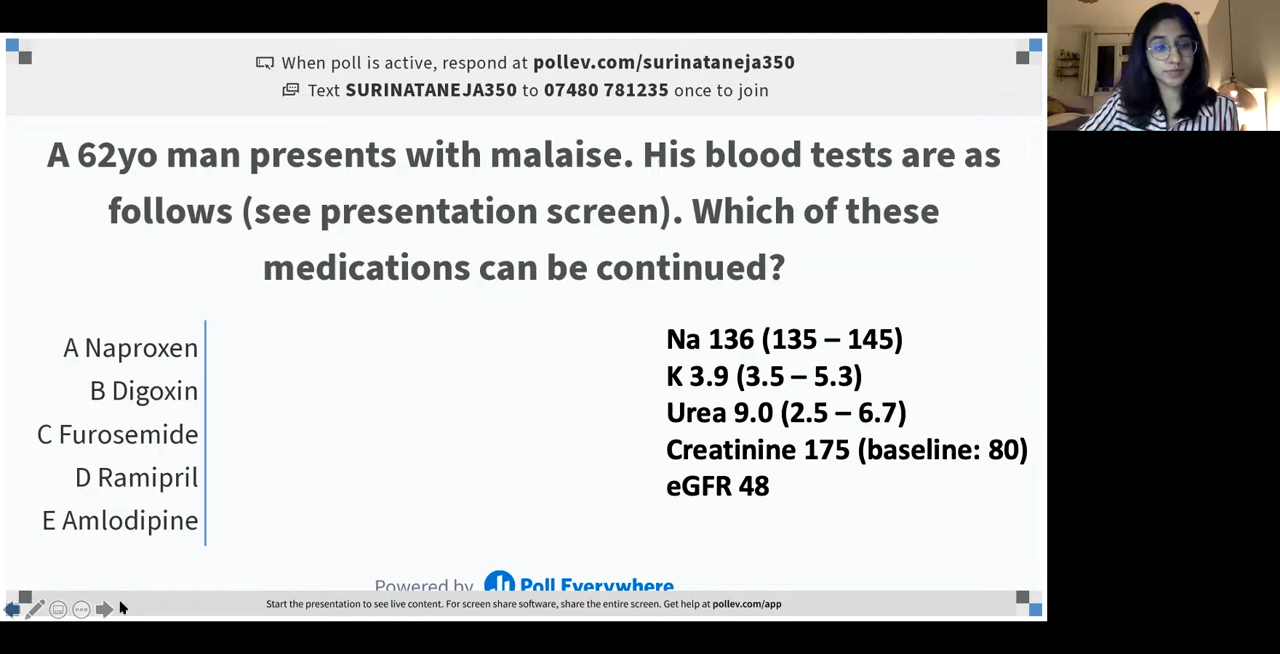 When poll is active, respond at pollev.com/surinataneja350
Text SURINATANEJA350 to 07480 781235 once to join
A 62yo man presents with malaise. His blood tests are as
follows (see presentation screen). Which of these
medications can be continued?
A Naproxen
B Digoxin
C Furosemide
D Ramipril
E Amlodipine
Na 136 (135 – 145)
K 3.9 (3.5 – 5.3)
Urea 9.0 (2.5 – 6.7)
Creatinine 175 (baseline: 80)
eGFR 48
Powered by Poll Everywhere
Start the presentation to see live content. For screen share software, share the entire screen. Get help at pollev.com/app